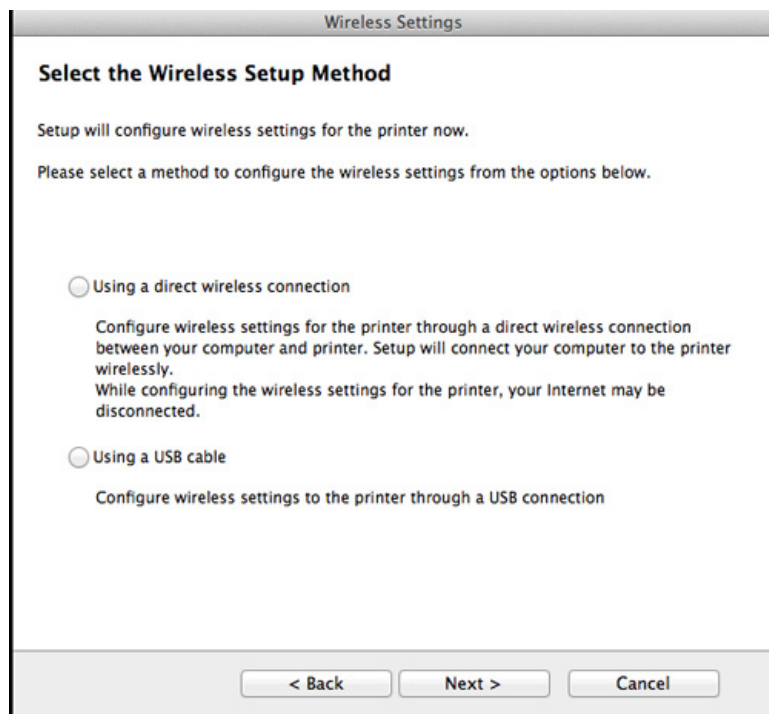 Wireless Settings
Select the Wireless Setup Method
Setup will configure wireless settings for the printer now.
Please select a method to configure the wireless settings from the options below.
Using a direct wireless connection
Configure wireless settings for the printer through a direct wireless connection
between your computer and printer. Setup will connect your computer to the printer
wirelessly.
While configuring the wireless settings for the printer, your Internet may be
disconnected.
Using a USB cable
Configure wireless settings to the printer through a USB connection
< Back Next > Cancel